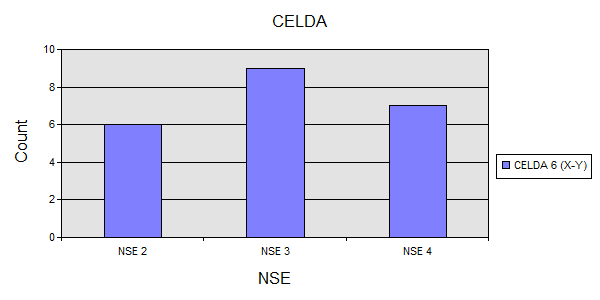 CELDA
10
8
6
4
2
0
Count
NSE 2
NSE 3
NSE 4
NSE
CELDA 6 (X-Y)